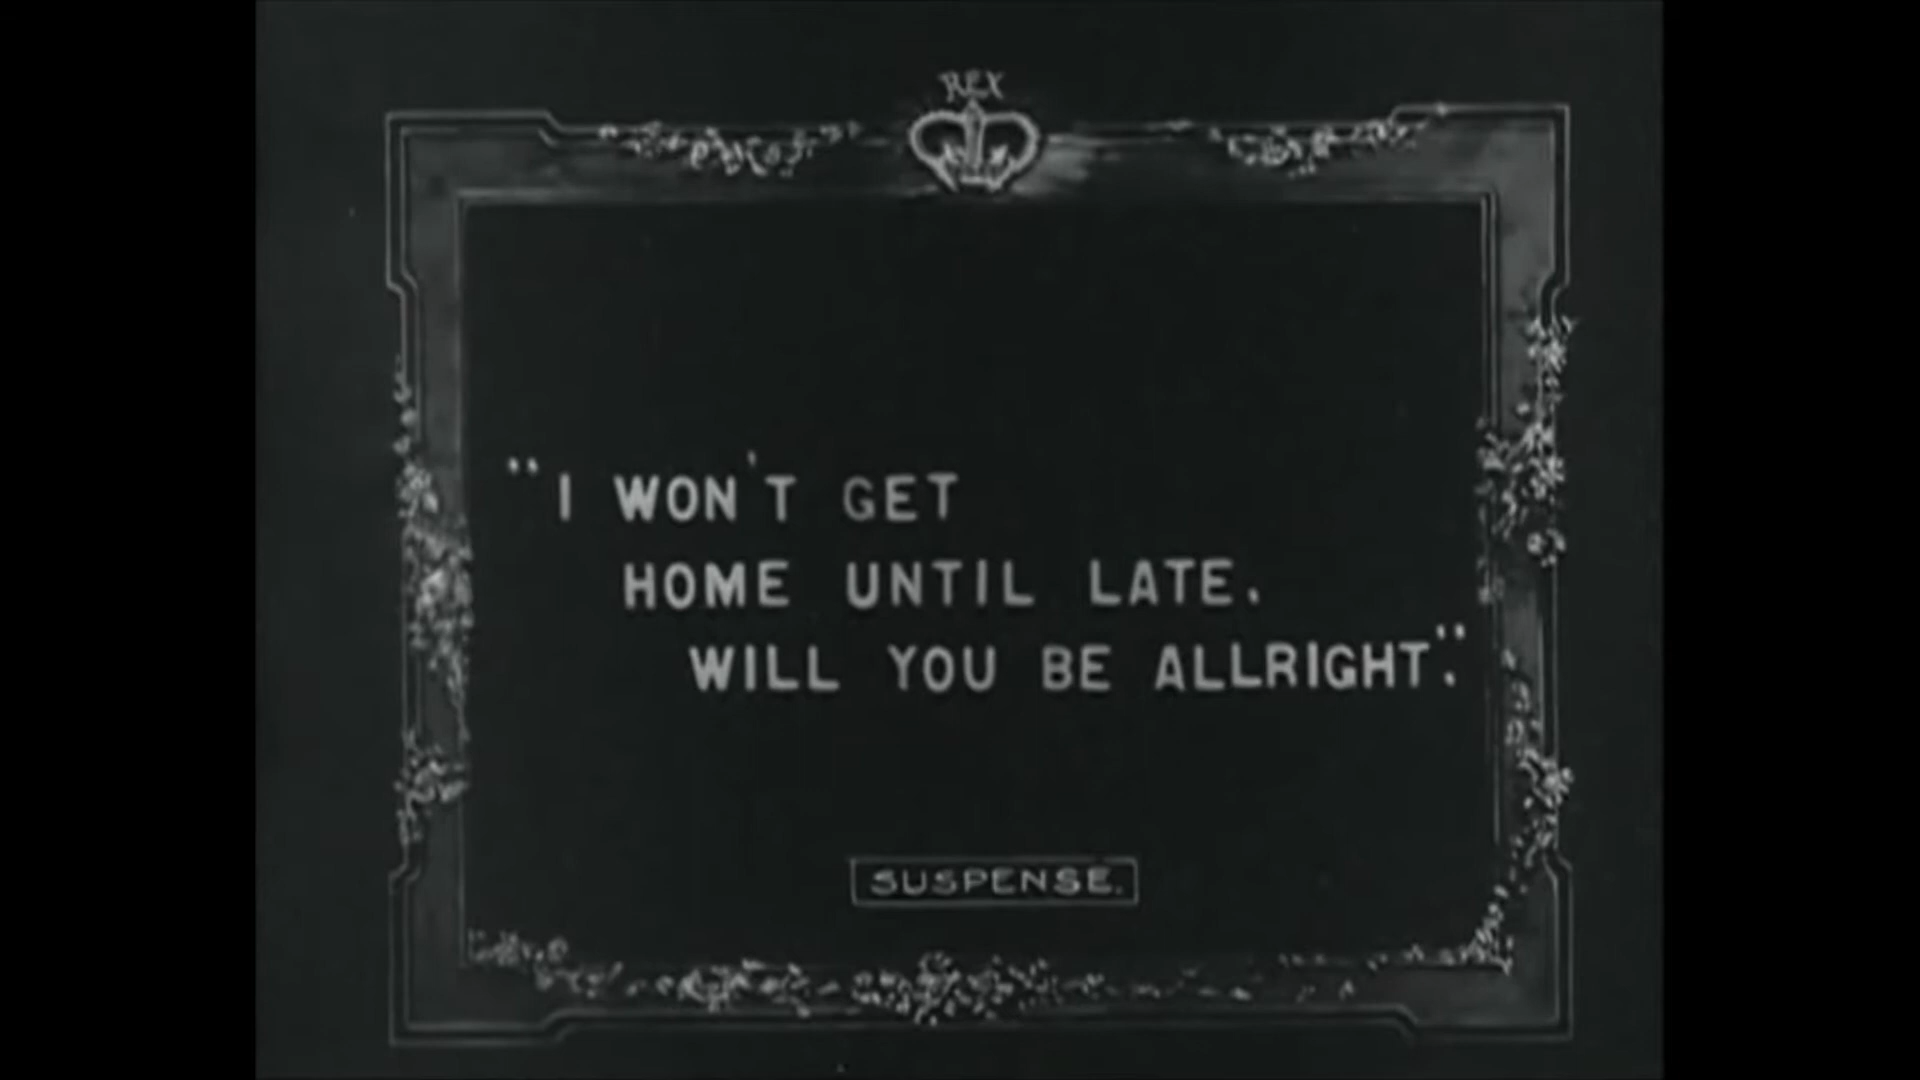 REX
"I WON'T GET
HOME UNTIL LATE.
WILL YOU BE ALLRIGHT."
SUSPENSE.